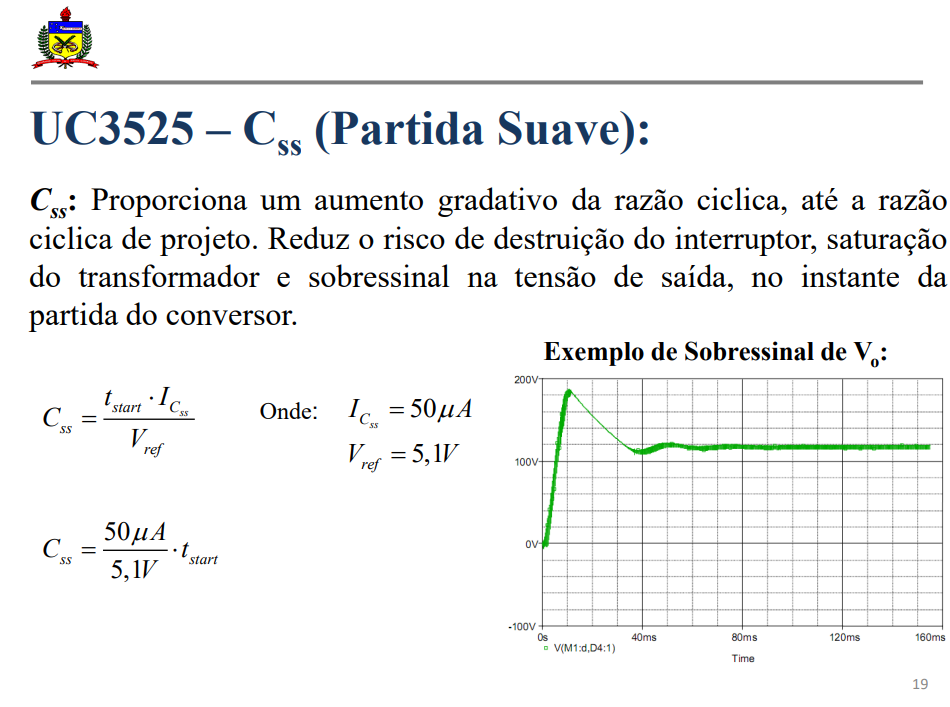 UC3525 – Css (Partida Suave):
Css: Proporciona um aumento gradativo da razão ciclica, até a razão
ciclica de projeto. Reduz o risco de destruição do interruptor, saturação
do transformador e sobressinal na tensão de saída, no instante da
partida do conversor.
Exemplo de Sobressinal de Vo:
Css = tstart · ICss / Vref
Onde: ICss = 50μA
Vref = 5,1V
Css = 50μA / 5,1V · tstart
200V
100V
0V
-100V
0s 40ms 80ms 120ms 160ms
V(M1:d,D4:1)
Time
19